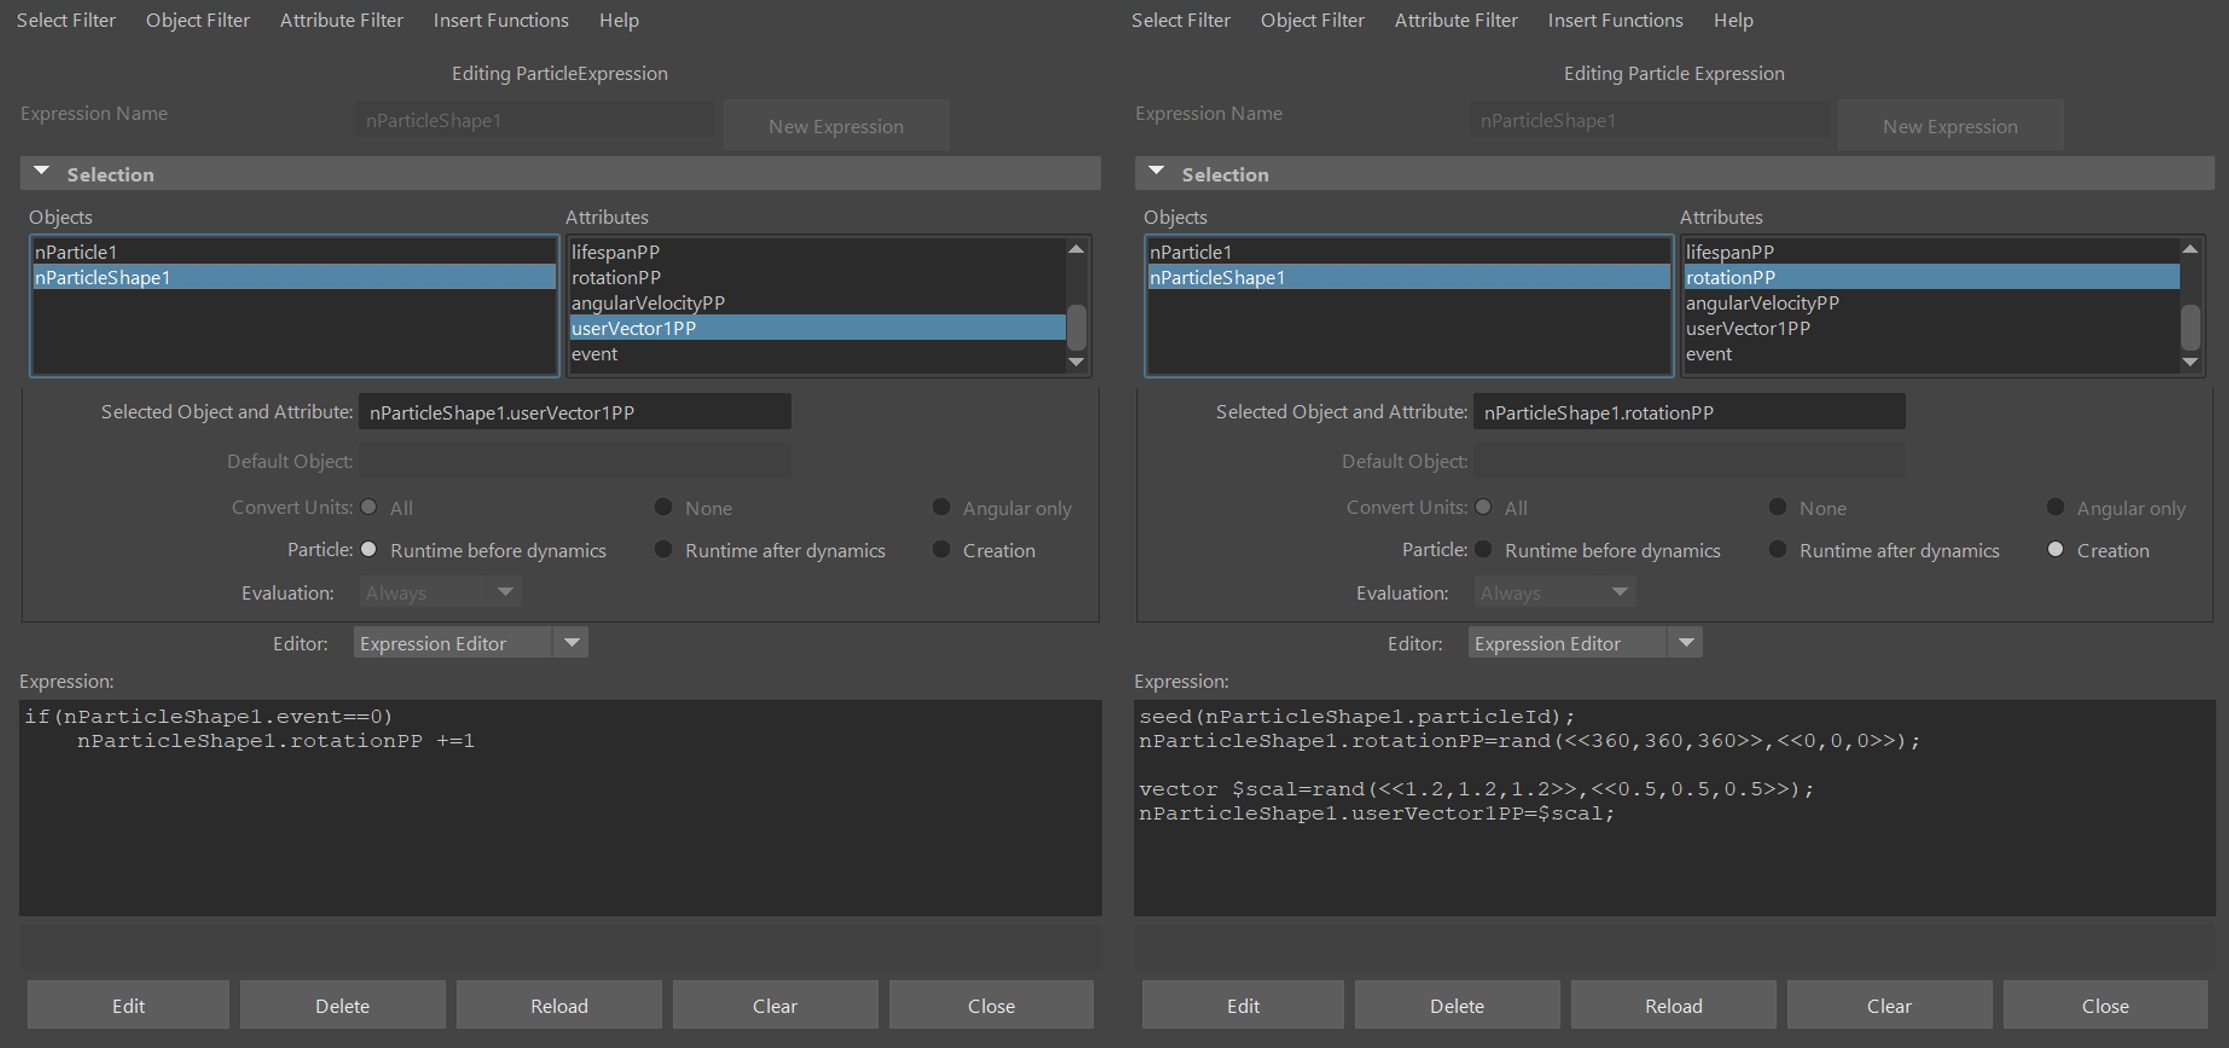 Select Filter Object Filter Attribute Filter Insert Functions Help
Editing ParticleExpression
Expression Name nParticleShape1 New Expression
Selection
Objects Attributes
nParticle1
nParticleShape1
lifespanPP
rotationPP
angularVelocityPP
userVector1PP
event
Selected Object and Attribute: nParticleShape1.userVector1PP
Default Object:
Convert Units: All None Angular only
Particle: Runtime before dynamics Runtime after dynamics Creation
Evaluation: Always
Editor: Expression Editor
Expression:
if(nParticleShape1.event==0)
nParticleShape1.rotationPP +=1
Edit Delete Reload Clear Close
Select Filter Object Filter Attribute Filter Insert Functions Help
Editing Particle Expression
Expression Name nParticleShape1 New Expression
Selection
Objects Attributes
nParticle1
nParticleShape1
lifespanPP
rotationPP
angularVelocityPP
userVector1PP
event
Selected Object and Attribute: nParticleShape1.rotationPP
Default Object:
Convert Units: All None Angular only
Particle: Runtime before dynamics Runtime after dynamics Creation
Evaluation: Always
Editor: Expression Editor
Expression:
seed(nParticleShape1.particleId);
nParticleShape1.rotationPP=rand(<<360,360,360>>,<<0,0,0>>);
vector $scal=rand(<<1.2,1.2,1.2>>,<<0.5,0.5,0.5>>);
nParticleShape1.userVector1PP=$scal;
Edit Delete Reload Clear Close